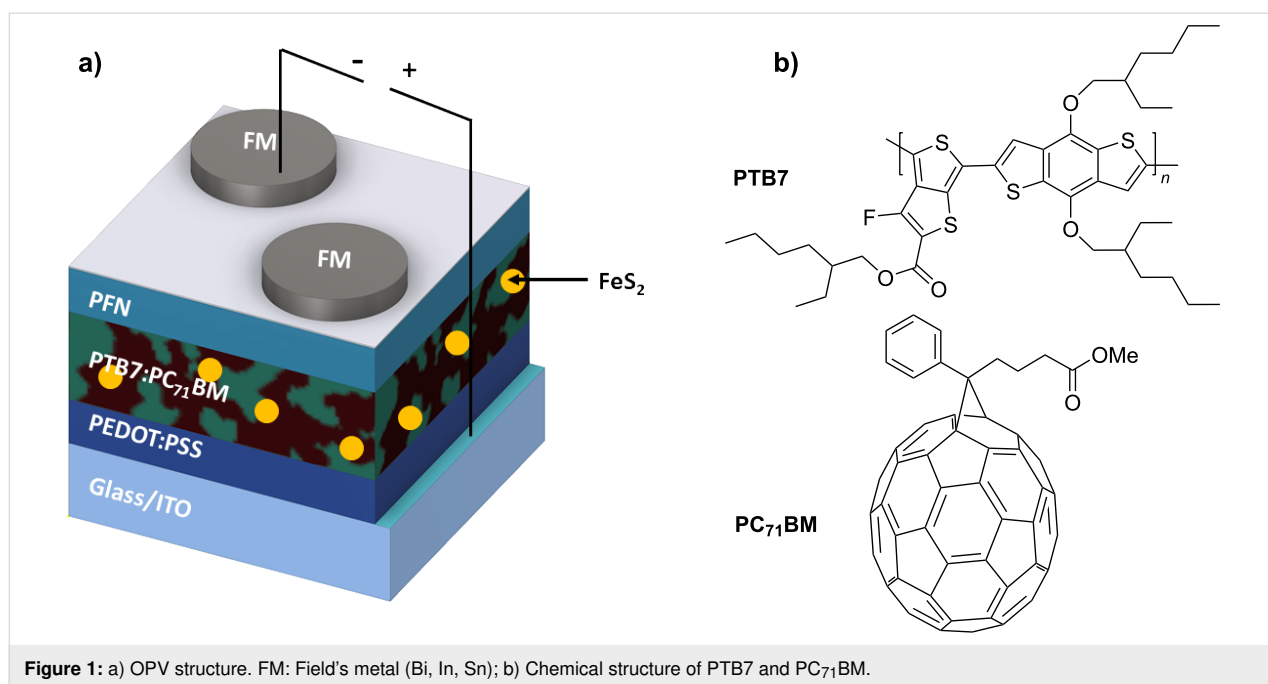 a)
- +
FM
FM
FeS₂
PFN
PTB7:PC₇₁BM
PEDOT:PSS
Glass/ITO
b)
PTB7
O
S
S
n
S
F
S
O
O
O
PC₇₁BM
OMe
O
Figure 1: a) OPV structure. FM: Field’s metal (Bi, In, Sn); b) Chemical structure of PTB7 and PC₇₁BM.